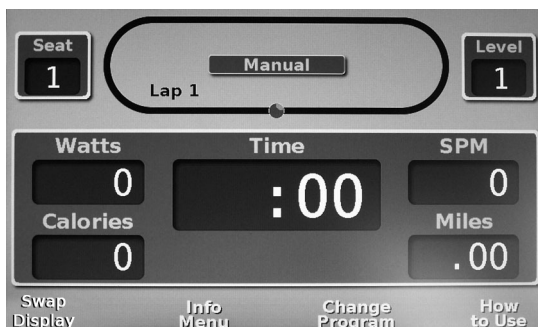 Seat
1
Manual
Lap 1
Level
1
Watts
0
Time
:00
SPM
0
Calories
0
Miles
.00
Swap
Display
Info
Menu
Change
Program
How
to Use